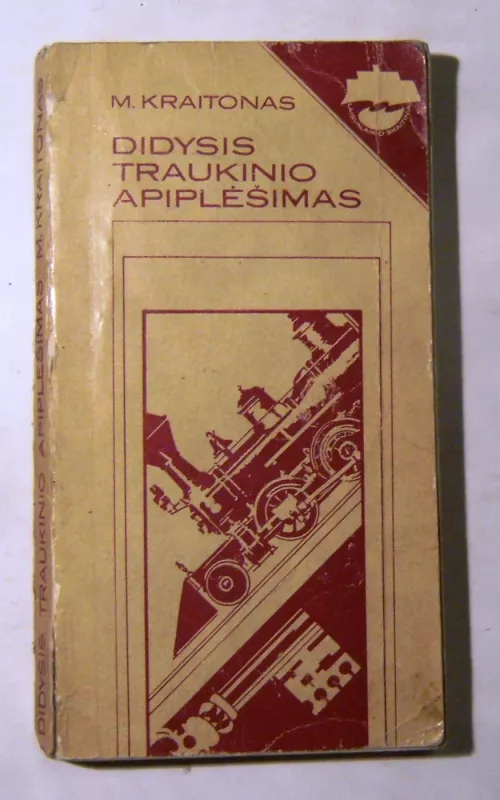 M. KRAITONAS
DIDYSIS
TRAUKINIO
APIPLĖŠIMAS
DIDYSIS TRAUKINIO APIPLĖŠIMAS M. KRAITONAS